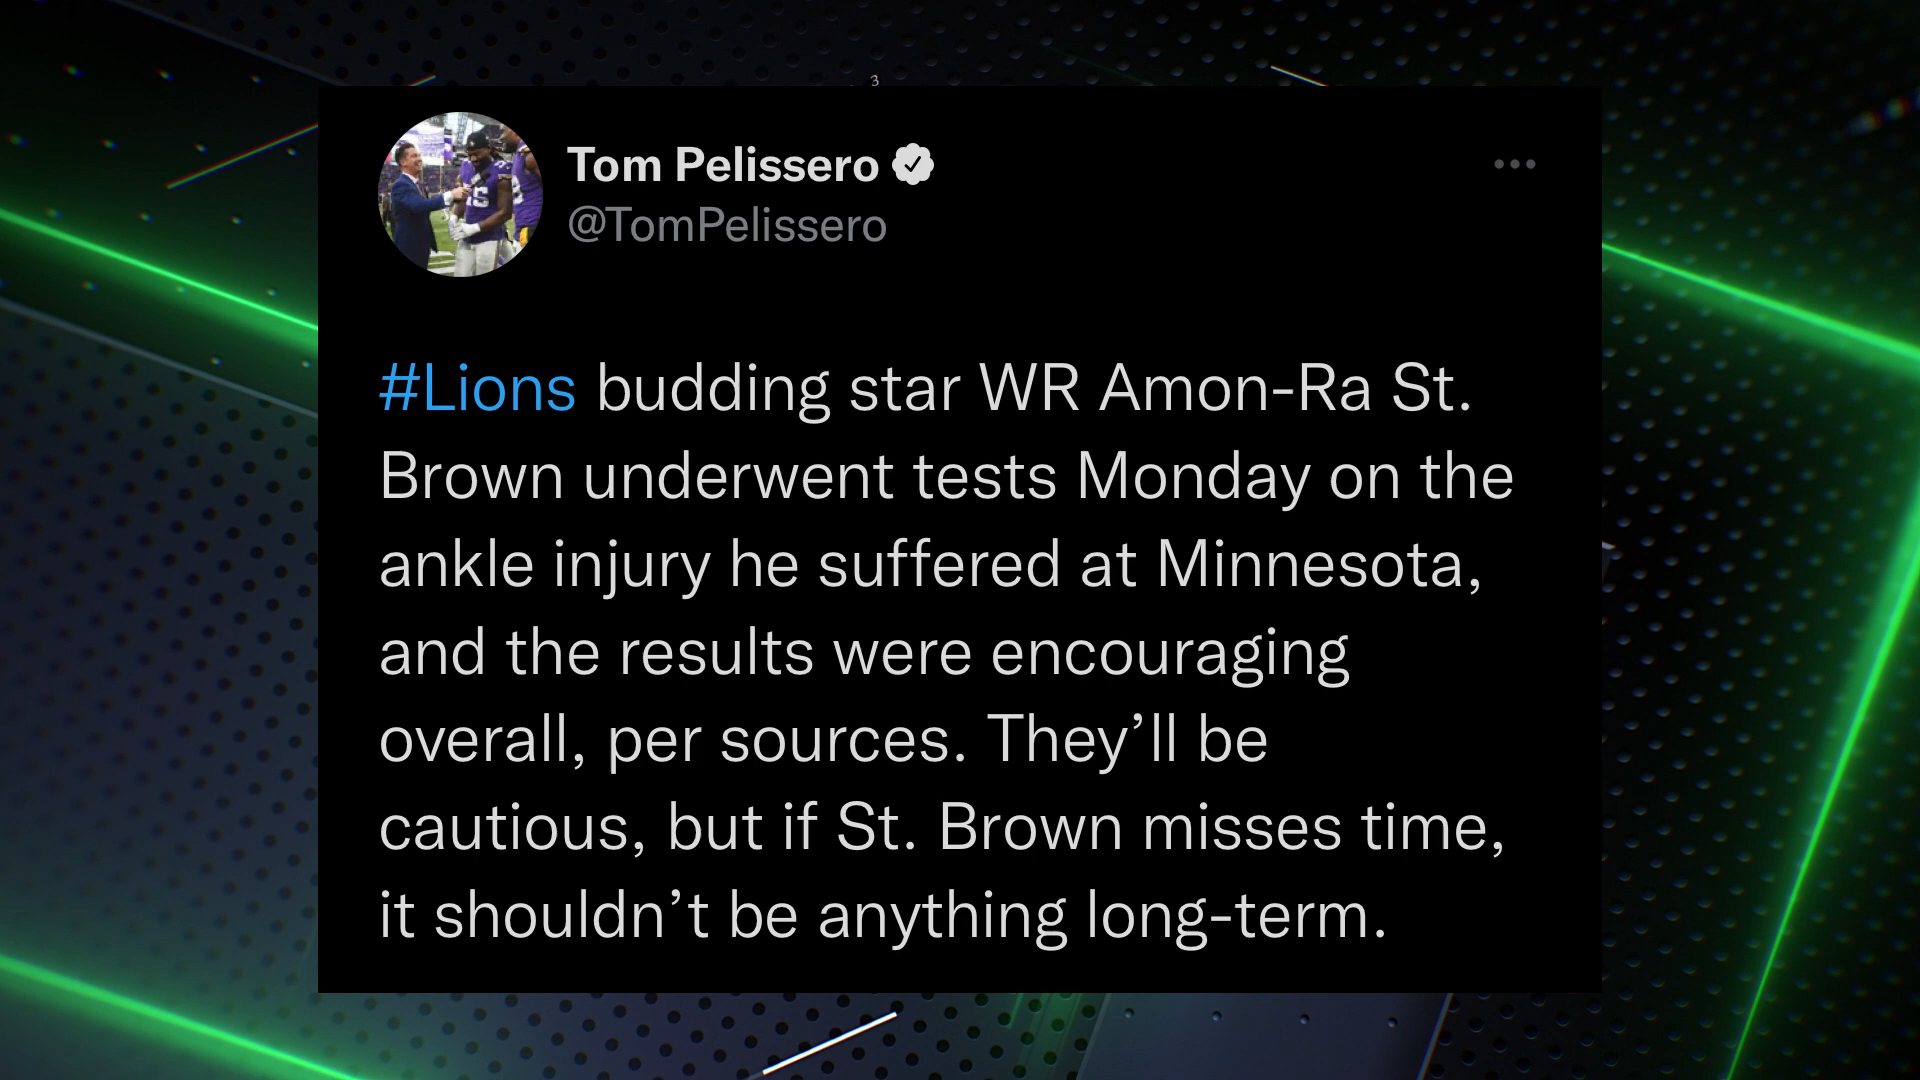 3
Tom Pelissero
@TomPelissero
#Lions budding star WR Amon-Ra St.
Brown underwent tests Monday on the
ankle injury he suffered at Minnesota,
and the results were encouraging
overall, per sources. They’ll be
cautious, but if St. Brown misses time,
it shouldn’t be anything long-term.